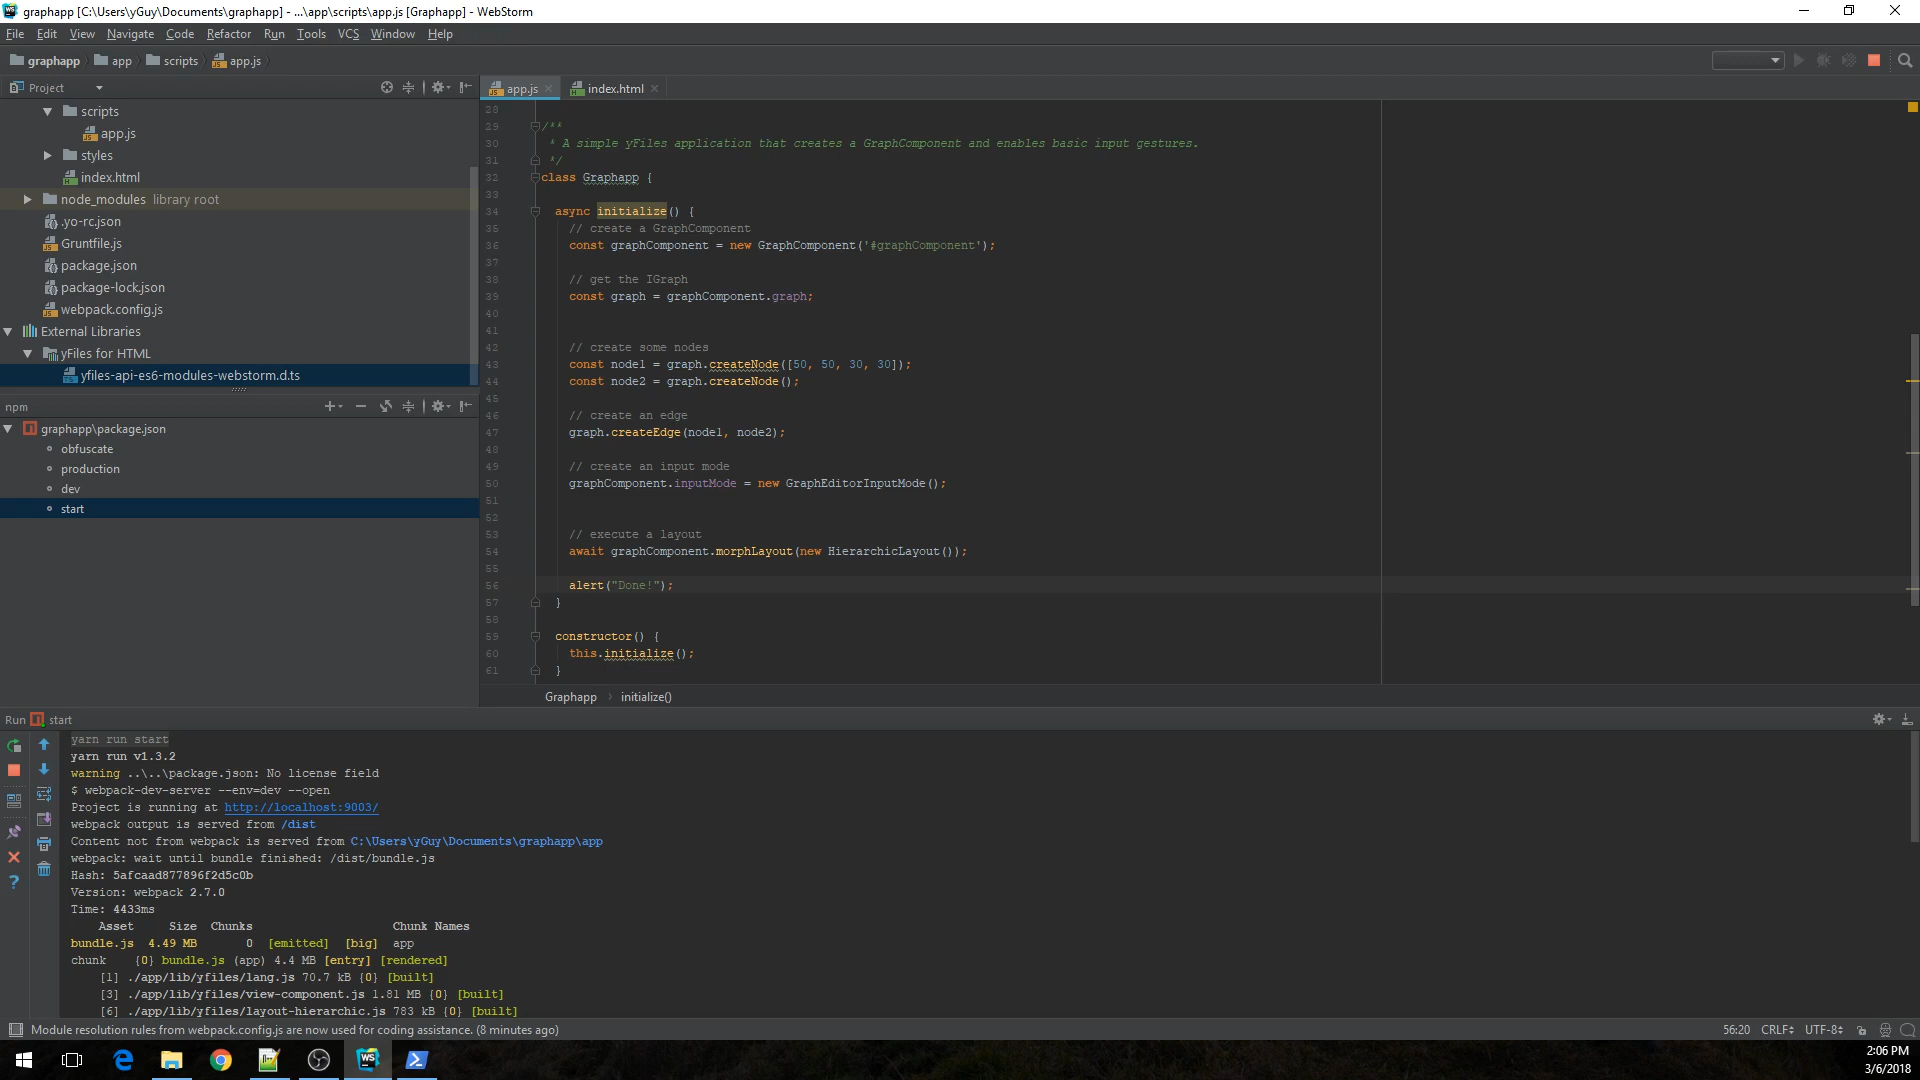 graphapp [C:\Users\yGuy\Documents\graphapp] - ...\app\scripts\app.js [Graphapp] - WebStorm
File Edit View Navigate Code Refactor Run Tools VCS Window Help
graphapp app scripts app.js
Project
app.js index.html
scripts
app.js
styles
index.html
node_modules library root
.yo-rc.json
Gruntfile.js
package.json
package-lock.json
webpack.config.js
External Libraries
yFiles for HTML
yfiles-api-es6-modules-webstorm.d.ts
npm
graphapp\package.json
obfuscate
production
dev
start
28
29 /**
30 * A simple yFiles application that creates a GraphComponent and enables basic input gestures.
31 */
32 class Graphapp {
33
34 async initialize() {
35 // create a GraphComponent
36 const graphComponent = new GraphComponent('#graphComponent');
37
38 // get the IGraph
39 const graph = graphComponent.graph;
40
41
42 // create some nodes
43 const node1 = graph.createNode([50, 50, 30, 30]);
44 const node2 = graph.createNode();
45
46 // create an edge
47 graph.createEdge(node1, node2);
48
49 // create an input mode
50 graphComponent.inputMode = new GraphEditorInputMode();
51
52
53 // execute a layout
54 await graphComponent.morphLayout(new HierarchicLayout());
55
56 alert("Done!");
57 }
58
59 constructor() {
60 this.initialize();
61 }
Graphapp initialize()
Run start
yarn run start
yarn run v1.3.2
warning ..\..\package.json: No license field
$ webpack-dev-server --env=dev --open
Project is running at http://localhost:9003/
webpack output is served from /dist
Content not from webpack is served from C:\Users\yGuy\Documents\graphapp\app
webpack: wait until bundle finished: /dist/bundle.js
Hash: 5afcaad877896f2d5c0b
Version: webpack 2.7.0
Time: 4433ms
Asset Size Chunks Chunk Names
bundle.js 4.49 MB 0 [emitted] [big] app
chunk {0} bundle.js (app) 4.4 MB [entry] [rendered]
[1] ./app/lib/yfiles/lang.js 70.7 kB {0} [built]
[3] ./app/lib/yfiles/view-component.js 1.81 MB {0} [built]
[6] ./app/lib/yfiles/layout-hierarchic.js 783 kB {0} [built]
Module resolution rules from webpack.config.js are now used for coding assistance. (8 minutes ago)
56:20 CRLF UTF-8
2:06 PM
3/6/2018